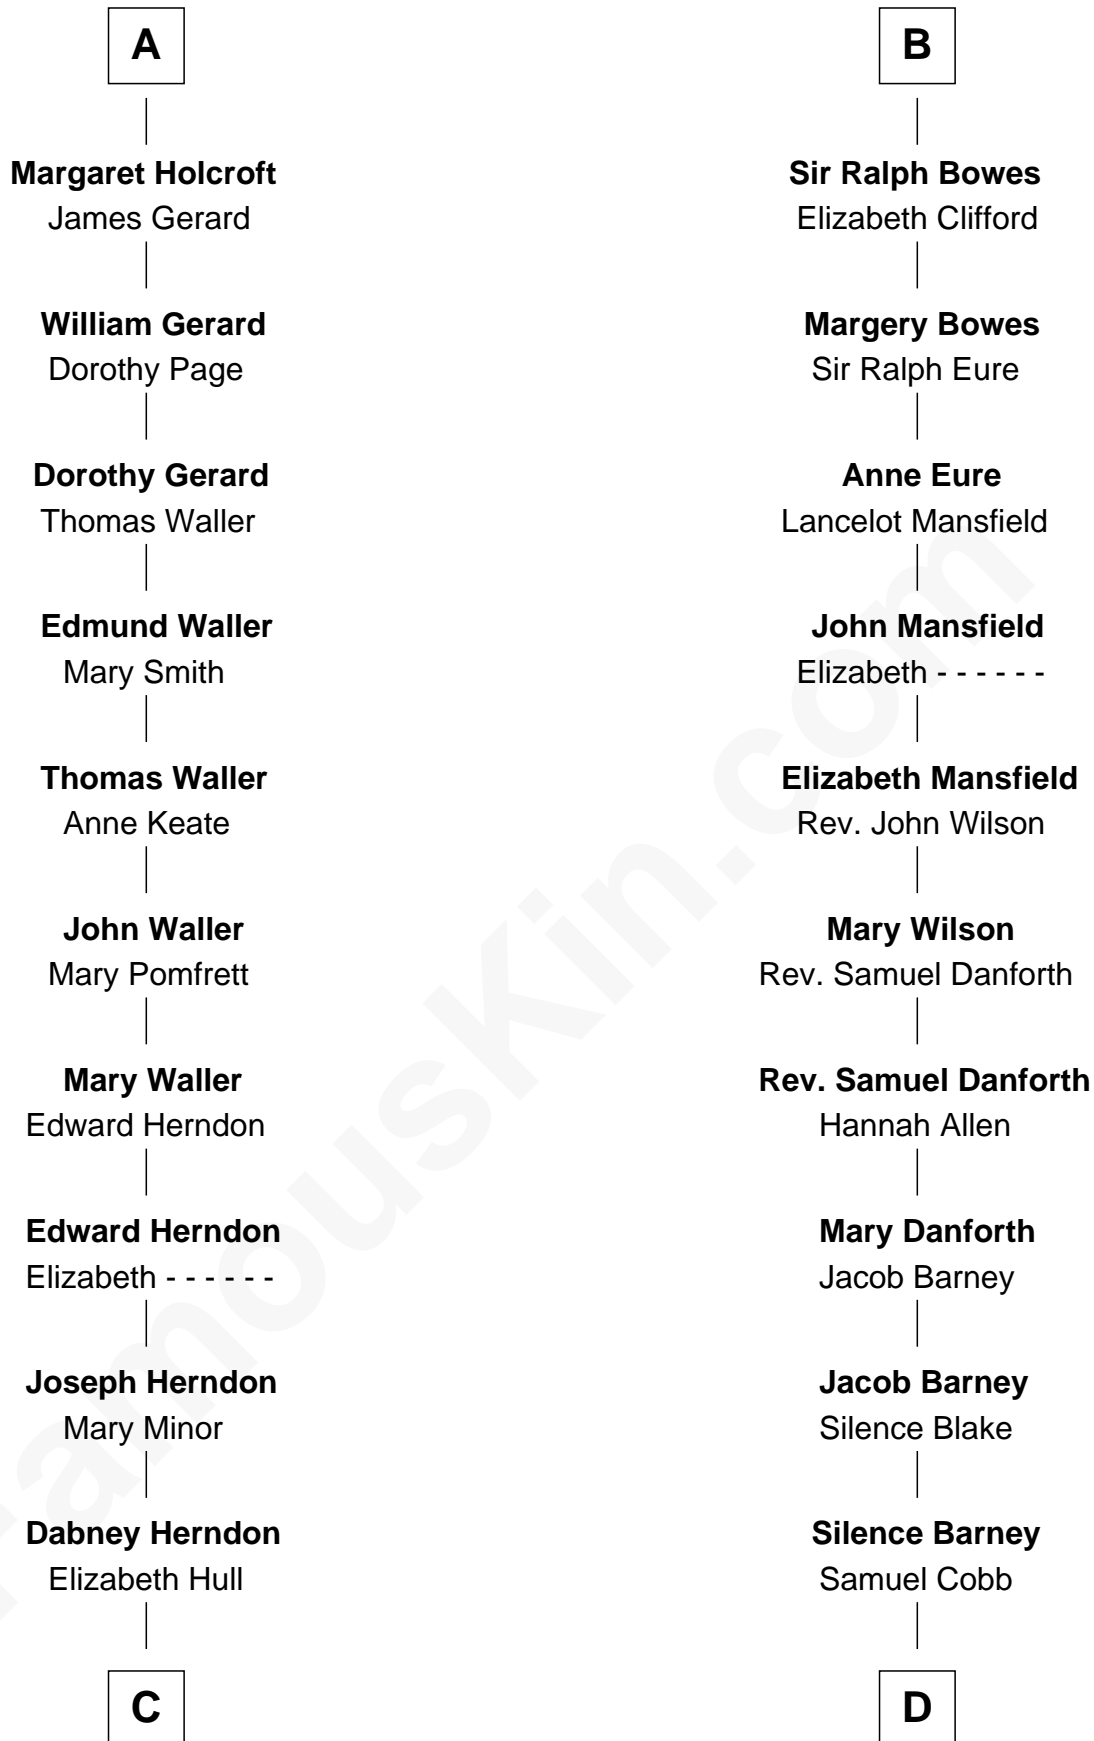 A
Margaret Holcroft
James Gerard
William Gerard
Dorothy Page
Dorothy Gerard
Thomas Waller
Edmund Waller
Mary Smith
Thomas Waller
Anne Keate
John Waller
Mary Pomfrett
Mary Waller
Edward Herndon
Edward Herndon
Elizabeth - - - - - -
Joseph Herndon
Mary Minor
Dabney Herndon
Elizabeth Hull
C
B
Sir Ralph Bowes
Elizabeth Clifford
Margery Bowes
Sir Ralph Eure
Anne Eure
Lancelot Mansfield
John Mansfield
Elizabeth - - - - - -
Elizabeth Mansfield
Rev. John Wilson
Mary Wilson
Rev. Samuel Danforth
Rev. Samuel Danforth
Hannah Allen
Mary Danforth
Jacob Barney
Jacob Barney
Silence Blake
Silence Barney
Samuel Cobb
D
FamousKin.com